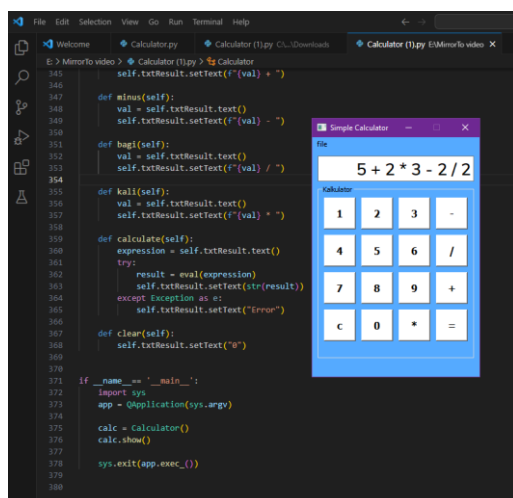 File Edit Selection View Go Run Terminal Help
Welcome Calculator.py Calculator (1).py C:\...\Downloads Calculator (1).py E:\MirrorTo video
E: > MirrorTo video > Calculator (1).py > Calculator
345 self.txtResult.setText(f"{val} + ")
346
347 def minus(self):
348 val = self.txtResult.text()
349 self.txtResult.setText(f"{val} - ")
350
351 def bagi(self):
352 val = self.txtResult.text()
353 self.txtResult.setText(f"{val} / ")
354
355 def kali(self):
356 val = self.txtResult.text()
357 self.txtResult.setText(f"{val} * ")
358
359 def calculate(self):
360 expression = self.txtResult.text()
361 try:
362 result = eval(expression)
363 self.txtResult.setText(str(result))
364 except Exception as e:
365 self.txtResult.setText("Error")
366
367 def clear(self):
368 self.txtResult.setText("0")
369
370
371 if __name__ == '__main__':
372 import sys
373 app = QApplication(sys.argv)
374
375 calc = Calculator()
376 calc.show()
377
378 sys.exit(app.exec_())
379
380
Simple Calculator
file
5 + 2 * 3 - 2 / 2
Kalkulator
1 2 3 -
4 5 6 /
7 8 9 +
c 0 * =